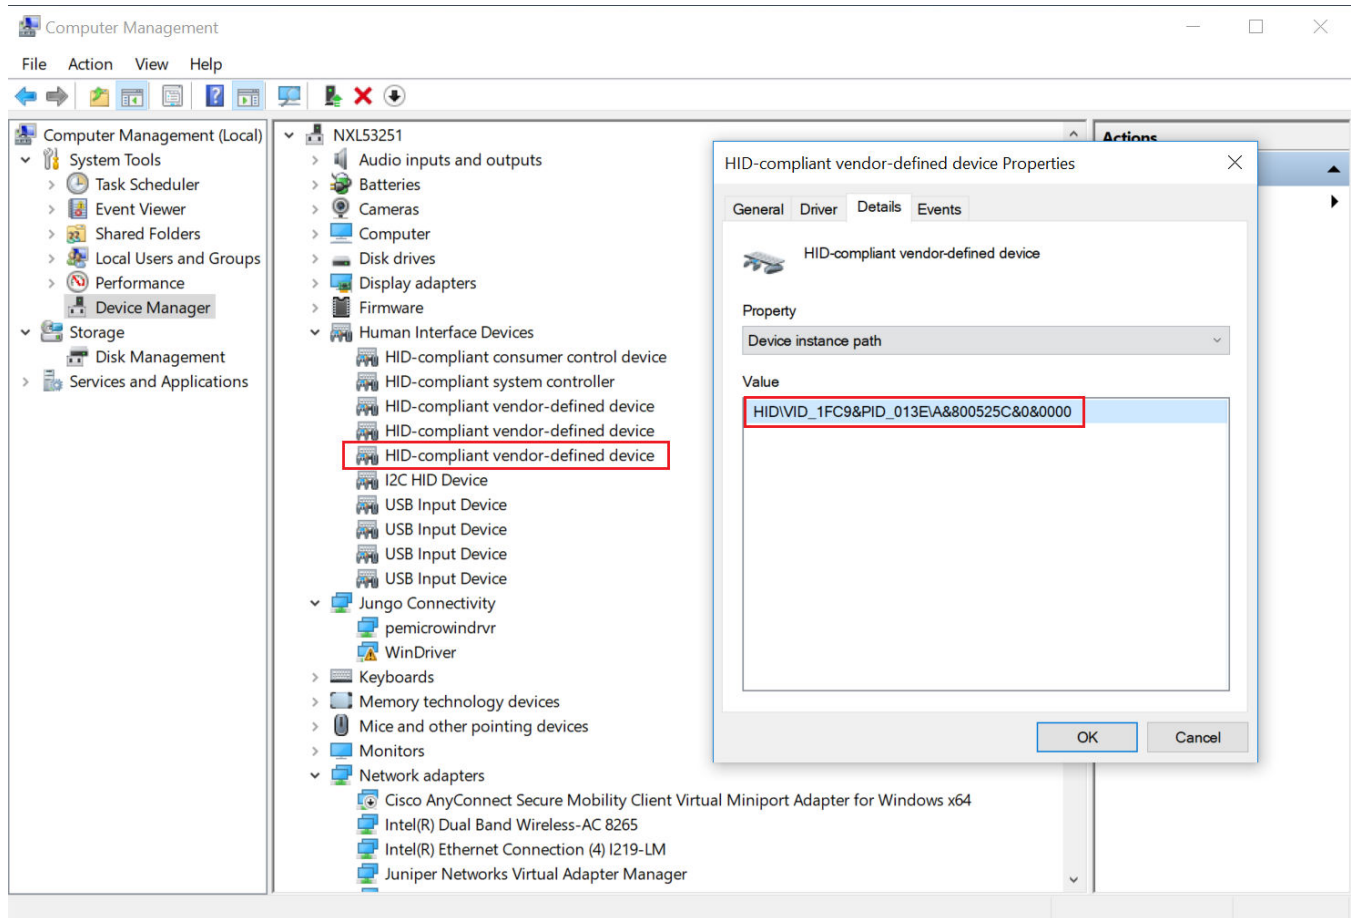 Computer Management
File Action View Help
Computer Management (Local)
System Tools
Task Scheduler
Event Viewer
Shared Folders
Local Users and Groups
Performance
Device Manager
Storage
Disk Management
Services and Applications
NXL53251
Audio inputs and outputs
Batteries
Cameras
Computer
Disk drives
Display adapters
Firmware
Human Interface Devices
HID-compliant consumer control device
HID-compliant system controller
HID-compliant vendor-defined device
HID-compliant vendor-defined device
HID-compliant vendor-defined device
I2C HID Device
USB Input Device
USB Input Device
USB Input Device
USB Input Device
Jungo Connectivity
pemicrowindrvr
WinDriver
Keyboards
Memory technology devices
Mice and other pointing devices
Monitors
Network adapters
Cisco AnyConnect Secure Mobility Client Virtual Miniport Adapter for Windows x64
Intel(R) Dual Band Wireless-AC 8265
Intel(R) Ethernet Connection (4) I219-LM
Juniper Networks Virtual Adapter Manager
Actions
HID-compliant vendor-defined device Properties
General Driver Details Events
HID-compliant vendor-defined device
Property
Device instance path
Value
HID\VID_1FC9&PID_013E\A&800525C&0&0000
OK Cancel